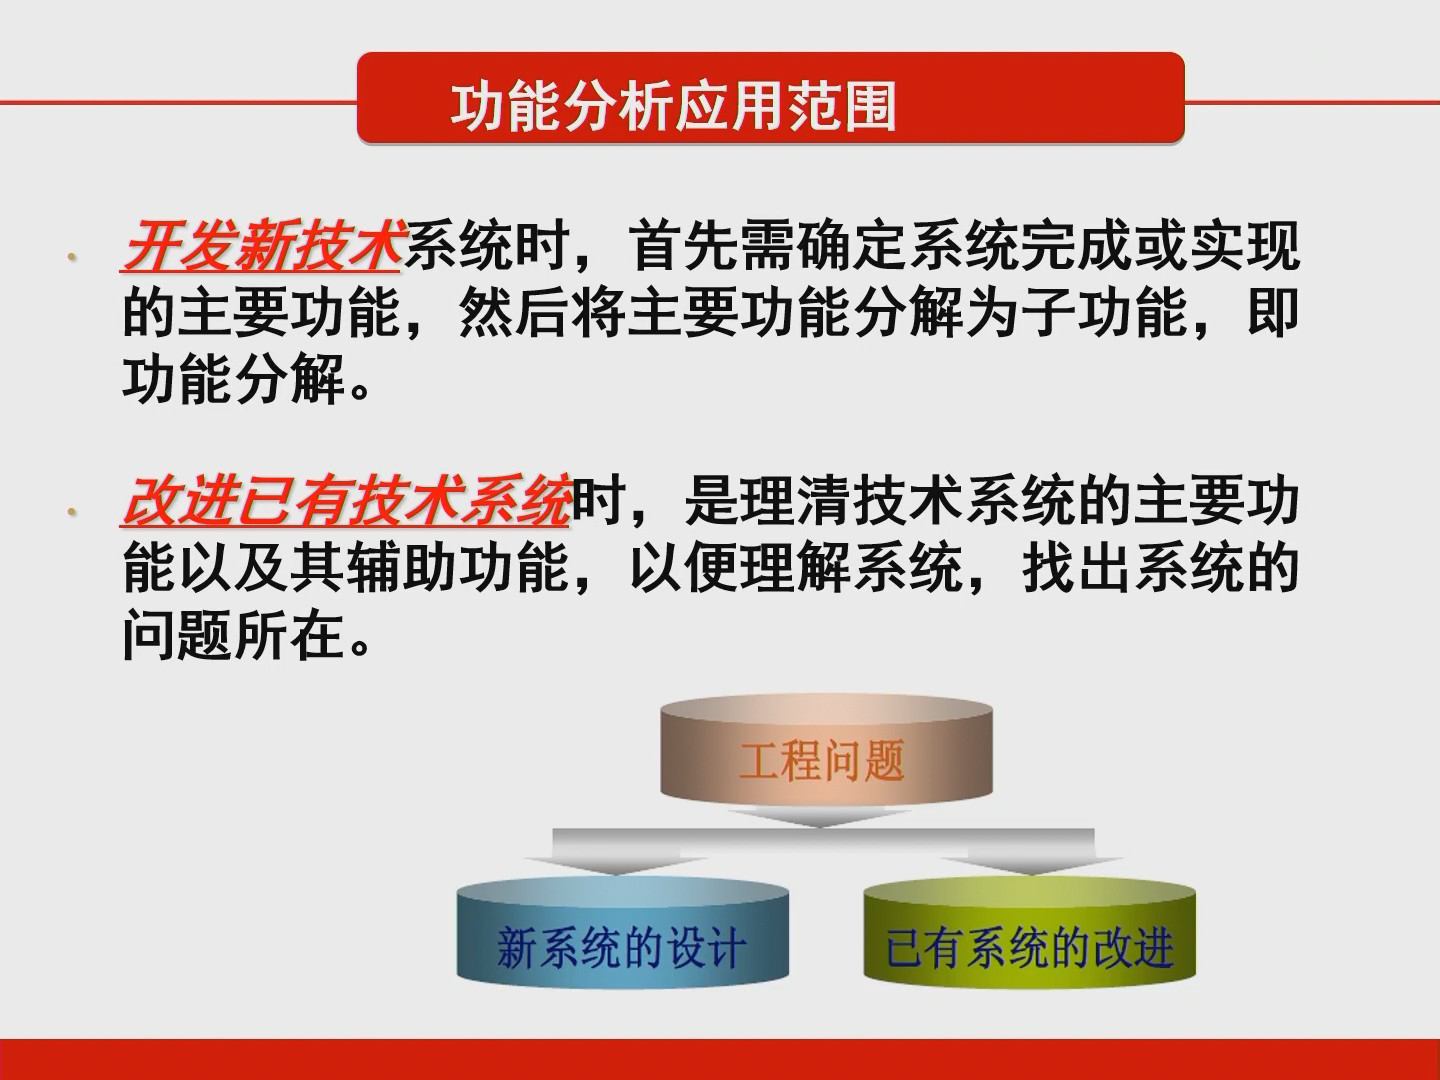 功能分析应用范围
开发新技术系统时，首先需确定系统完成或实现
的主要功能，然后将主要功能分解为子功能，即
功能分解。
改进已有技术系统时，是理清技术系统的主要功
能以及其辅助功能，以便理解系统，找出系统的
问题所在。
工程问题
新系统的设计
已有系统的改进